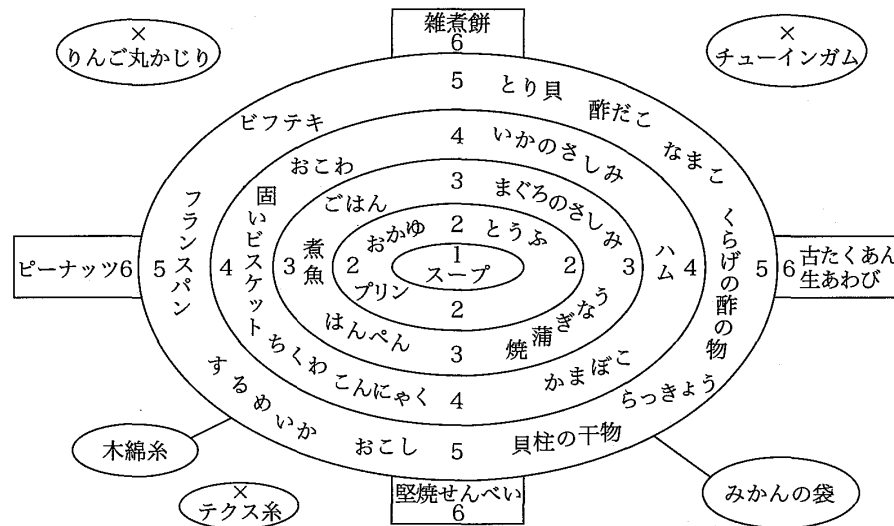 ×
りんご丸かじり
雑煮餅
6
×
チューインガム
5
とり貝
酢だこ
なまこ
ビフテキ
4
いかのさしみ
おこわ
3
まぐろのさしみ
ごはん
2
とうふ
おかゆ
フランスパン
固いビスケット
煮魚
1
スープ
ハム
くらげの酢の物
ピーナッツ6
5
4
3
2
2
3
4
5
6
古たくあん
生あわび
プリン
2
はんぺん
3
焼蒲ぎなう
ちくわ
こんにゃく
4
かまぼこ
するめいか
おこし
5
貝柱の干物
らっきょう
木綿糸
×
テクス糸
堅焼せんべい
6
みかんの袋